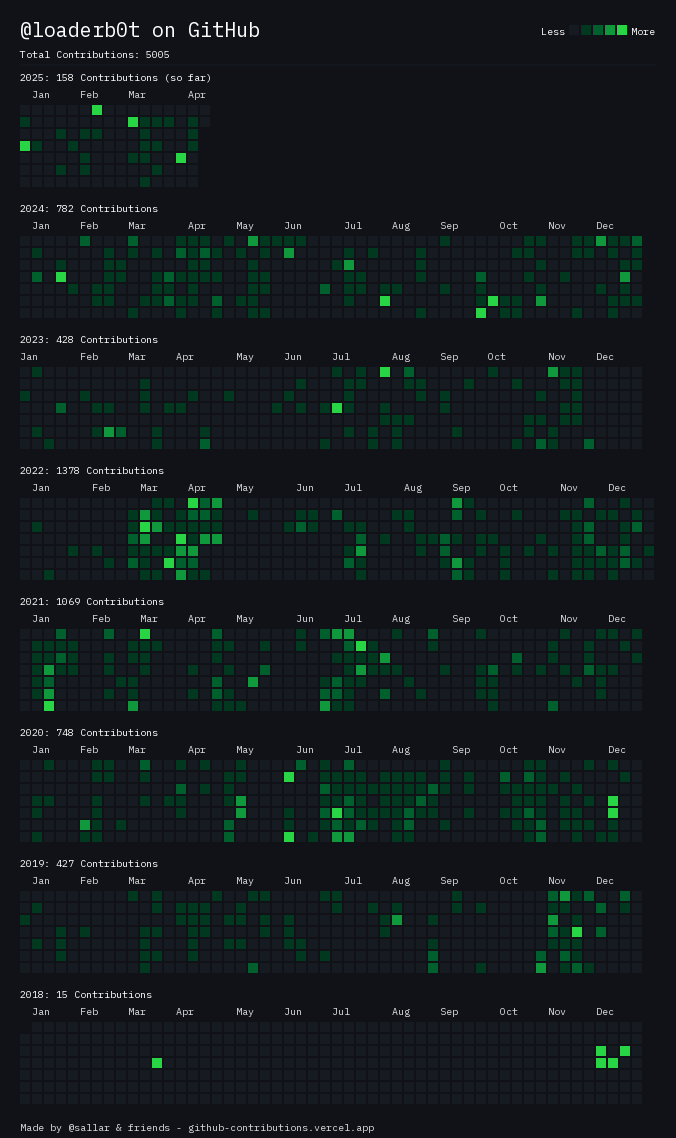 @loaderb0t on GitHub
Less More
Total Contributions: 5005
2025: 158 Contributions (so far)
Jan Feb Mar Apr
2024: 782 Contributions
Jan Feb Mar Apr May Jun Jul Aug Sep Oct Nov Dec
2023: 428 Contributions
Jan Feb Mar Apr May Jun Jul Aug Sep Oct Nov Dec
2022: 1378 Contributions
Jan Feb Mar Apr Jun Jul Aug Sep Oct Nov Dec
2021: 1069 Contributions
Jan Feb Mar Apr May Jun Jul Aug Sep Oct Nov Dec
2020: 748 Contributions
Jan Feb Mar Apr May Jun Jul Aug Sep Oct Nov Dec
2019: 427 Contributions
Jan Feb Mar Apr May Jun Jul Aug Sep Oct Nov Dec
2018: 15 Contributions
Jan Feb Mar Apr May Jun Jul Aug Sep Oct Nov Dec
Made by @sallar & friends - github-contributions.vercel.app